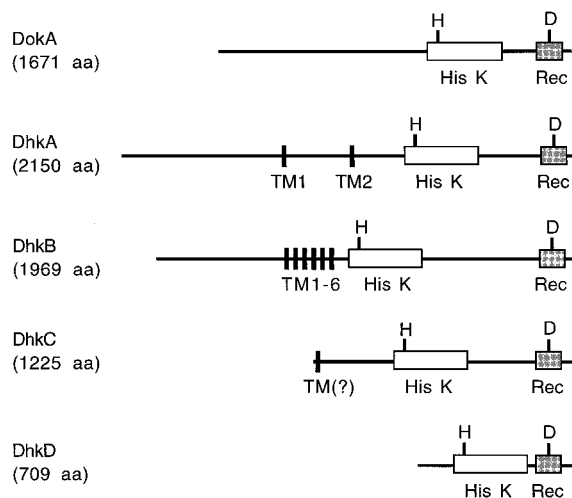 H D
DokA
(1671 aa)
His K Rec
H D
DhkA
(2150 aa)
TM1 TM2 His K Rec
H D
DhkB
(1969 aa)
TM1-6 His K Rec
H D
DhkC
(1225 aa)
TM(?) His K Rec
H D
DhkD
(709 aa)
His K Rec